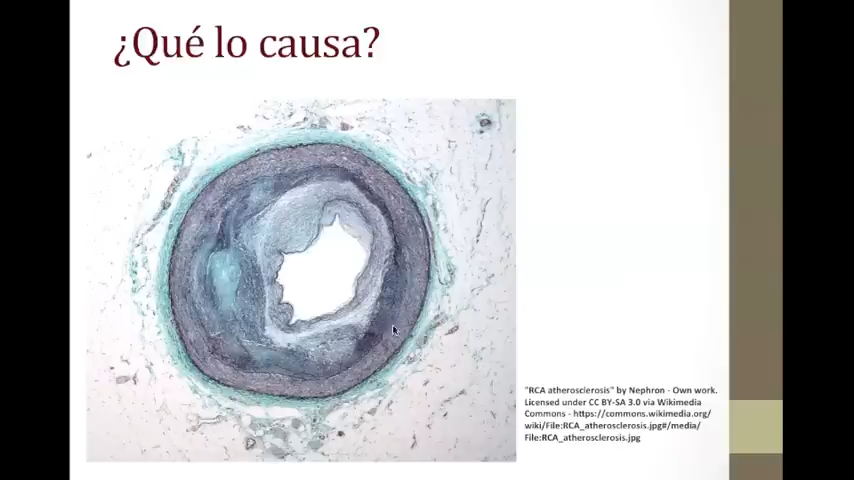 ¿Qué lo causa?
"RCA atherosclerosis" by Nephron - Own work.
Licensed under CC BY-SA 3.0 via Wikimedia
Commons - https://commons.wikimedia.org/
wiki/File:RCA_atherosclerosis.jpg#/media/
File:RCA_atherosclerosis.jpg